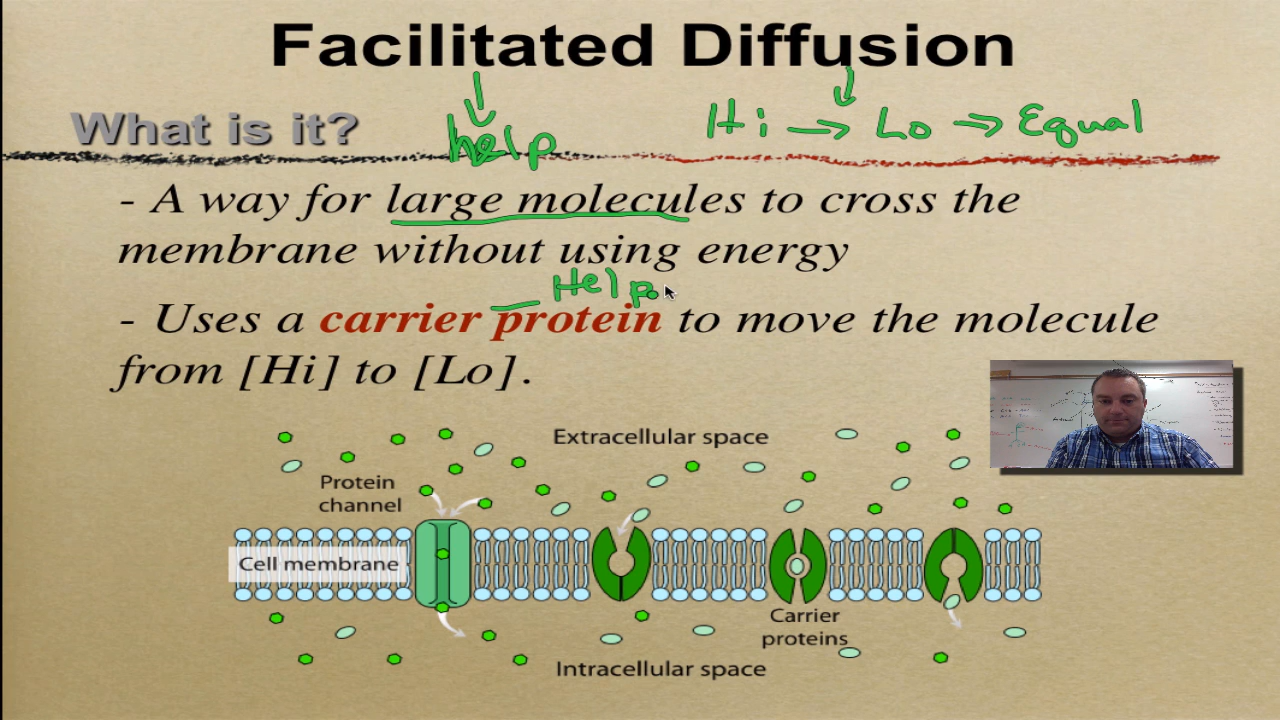 Facilitated Diffusion
What is it?
help
Hi → Lo → Equal
- A way for large molecules to cross the
membrane without using energy
Help
- Uses a carrier protein to move the molecule
from [Hi] to [Lo].
Extracellular space
Protein
channel
Cell membrane
Carrier
proteins
Intracellular space